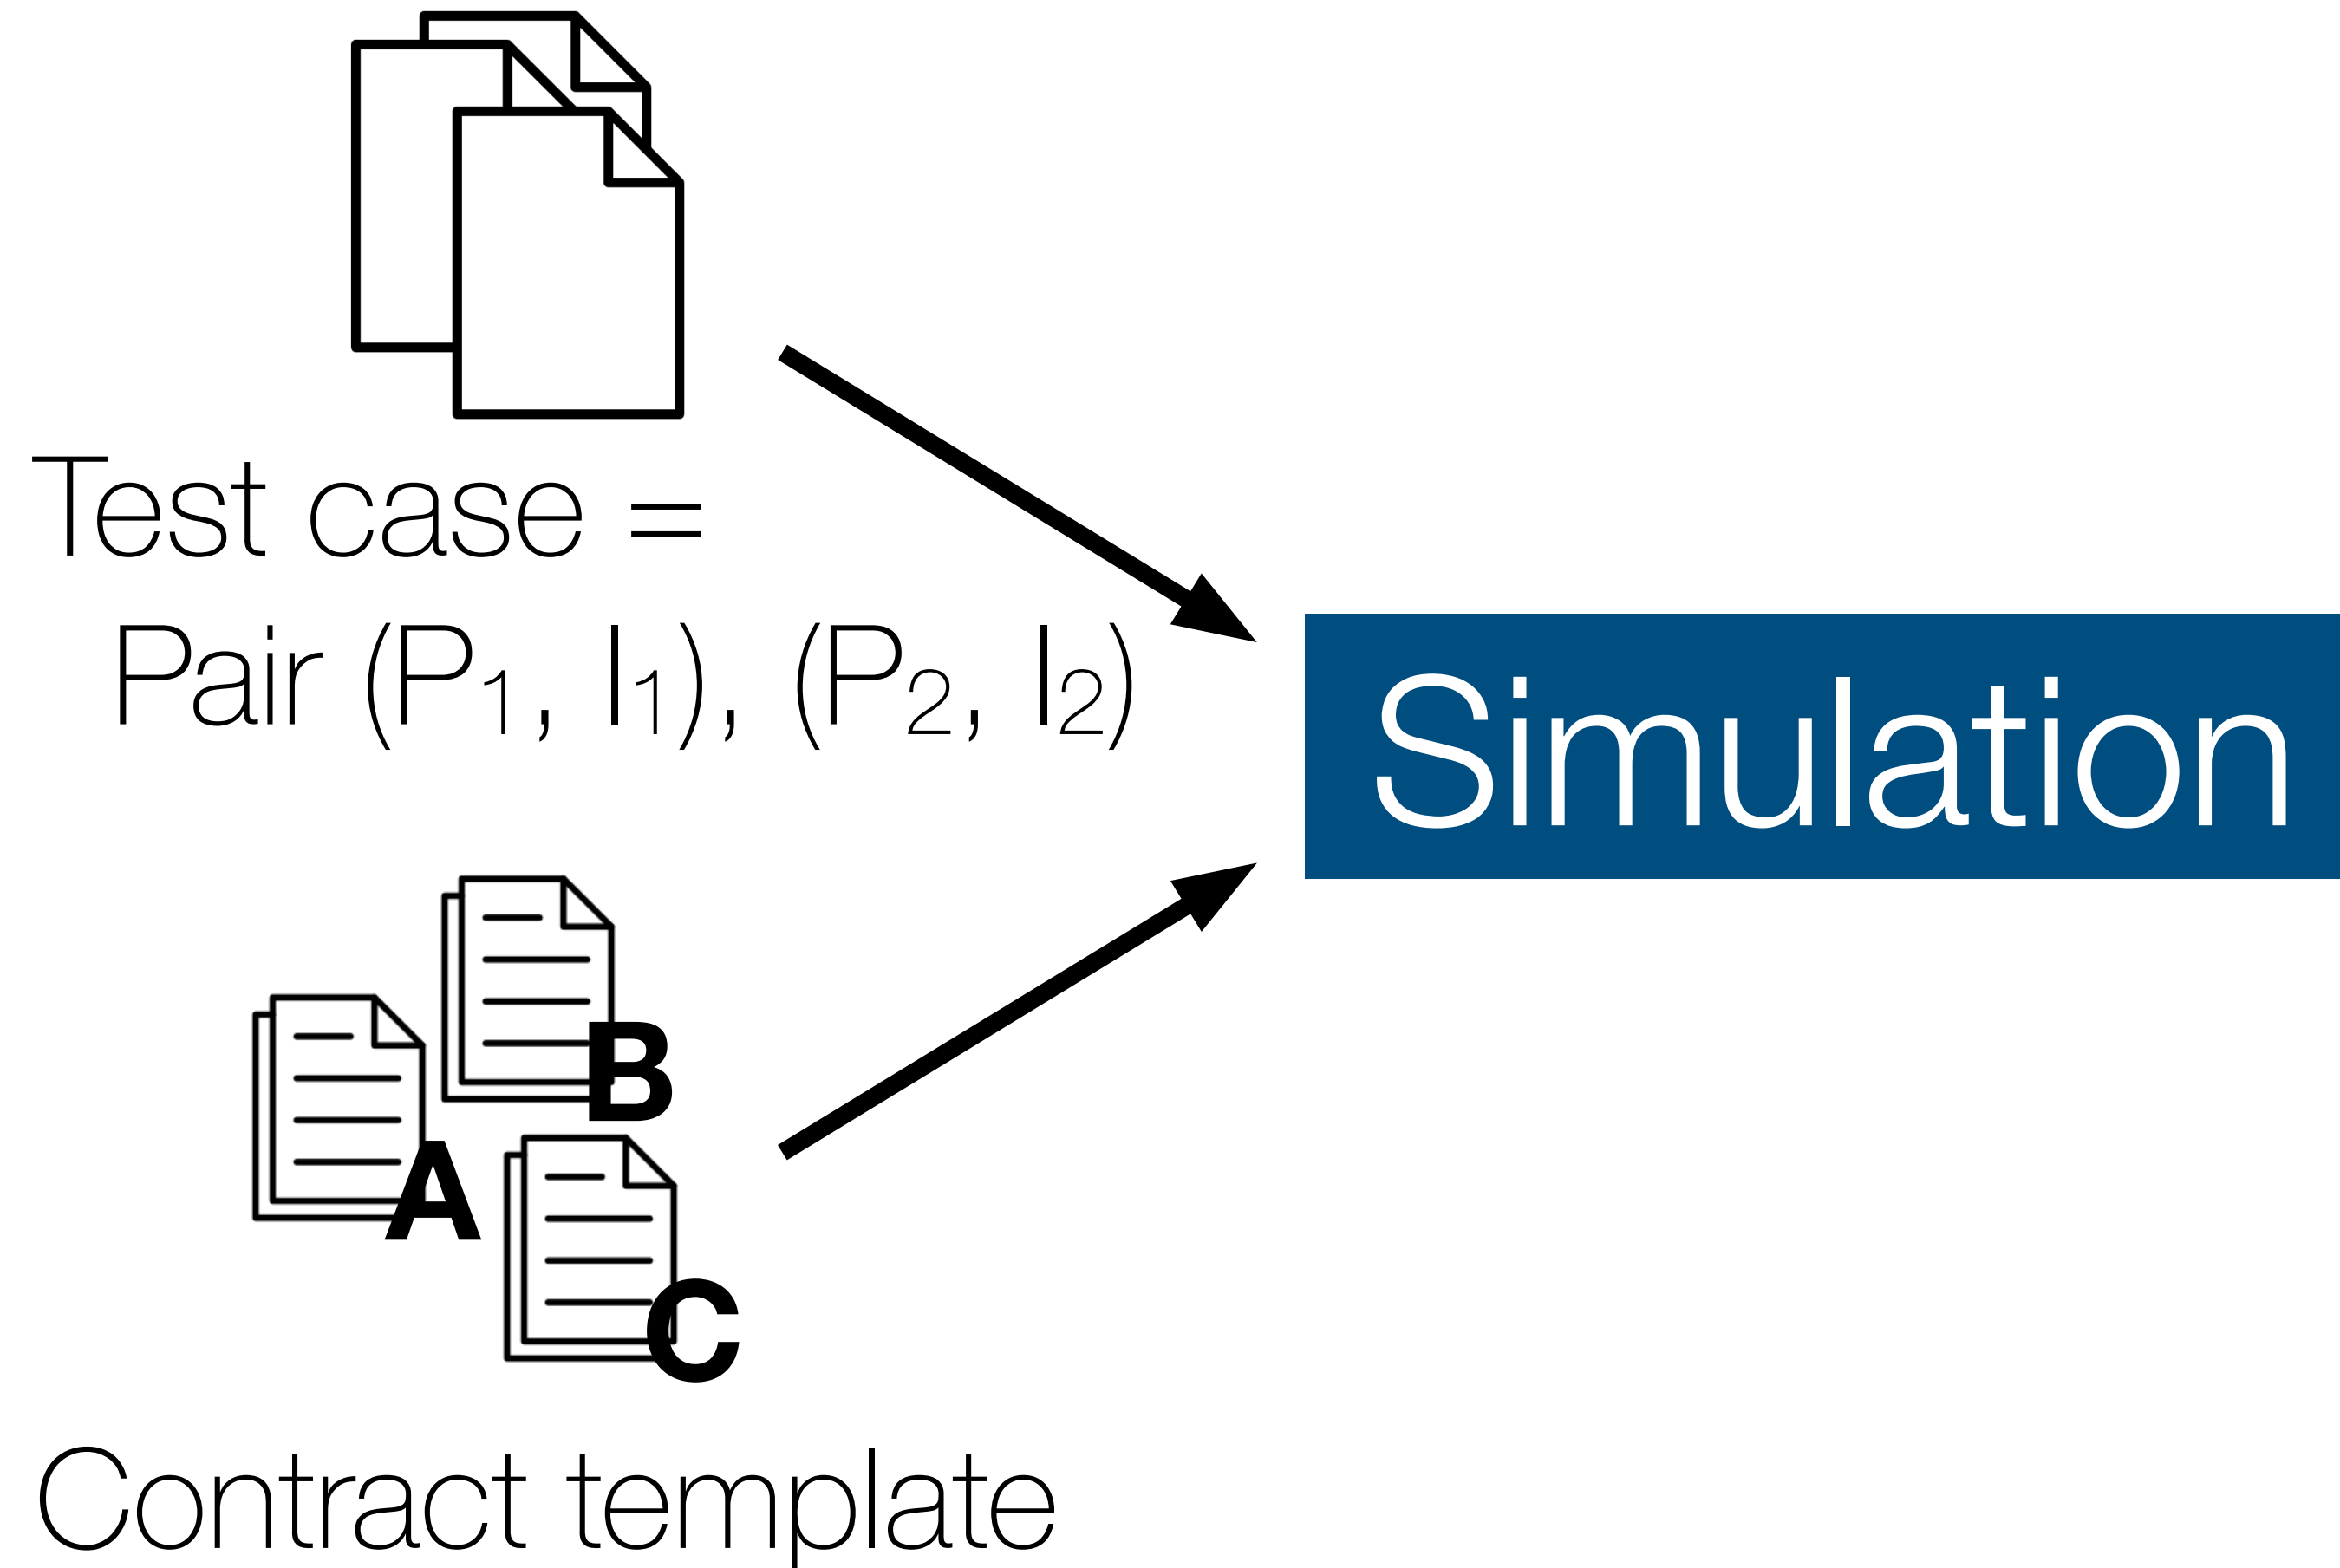 Test case =
Pair (P₁, I₁), (P₂, I₂)
Simulation
B
A
C
Contract template